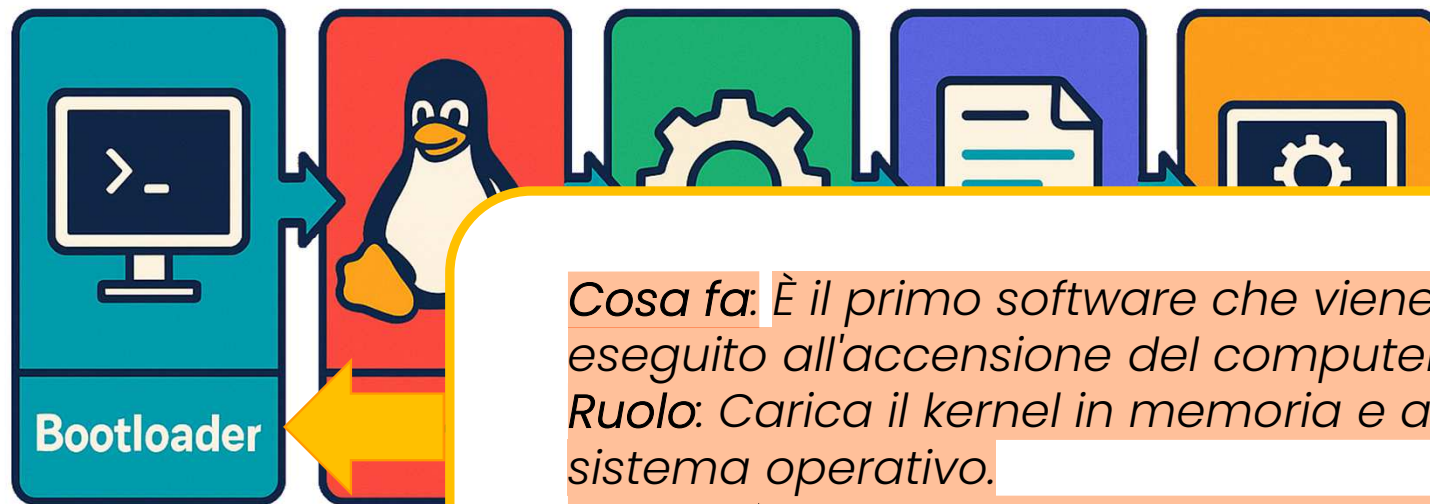 >_
Bootloader
Cosa fa: È il primo software che viene
eseguito all'accensione del computer
Ruolo: Carica il kernel in memoria e a
sistema operativo.